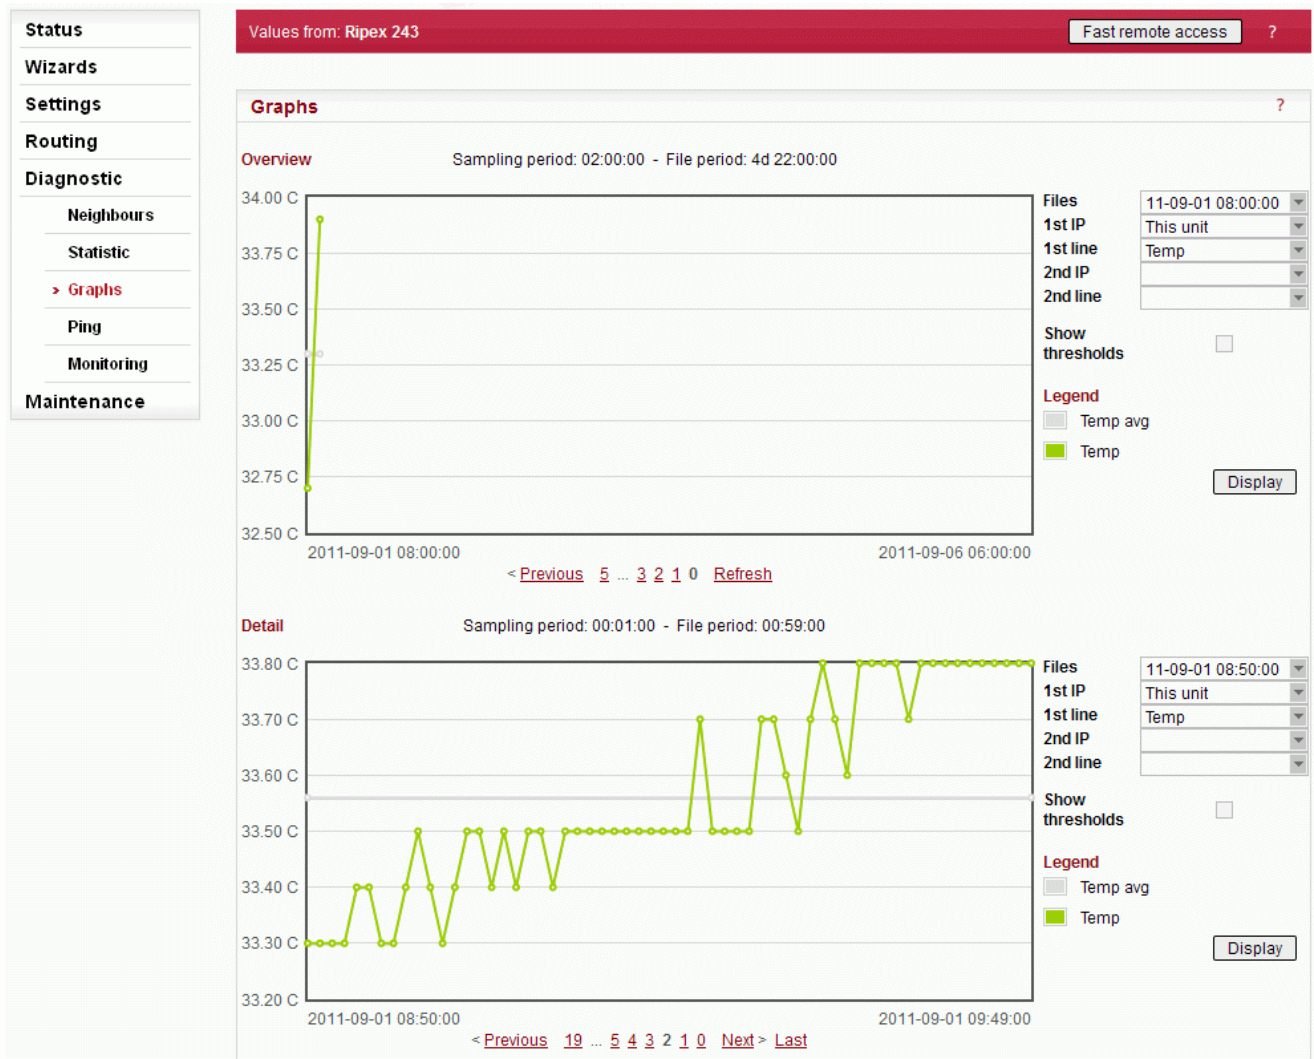 Status
Wizards
Settings
Routing
Diagnostic
Neighbours
Statistic
> Graphs
Ping
Monitoring
Maintenance
Values from: Ripex 243 Fast remote access ?
Graphs ?
Overview Sampling period: 02:00:00 - File period: 4d 22:00:00
34.00 C
33.75 C
33.50 C
33.25 C
33.00 C
32.75 C
32.50 C
2011-09-01 08:00:00 2011-09-06 06:00:00
< Previous 5 ... 3 2 1 0 Refresh
Files 11-09-01 08:00:00
1st IP This unit
1st line Temp
2nd IP
2nd line
Show
thresholds
Legend
Temp avg
Temp
Display
Detail Sampling period: 00:01:00 - File period: 00:59:00
33.80 C
33.70 C
33.60 C
33.50 C
33.40 C
33.30 C
33.20 C
2011-09-01 08:50:00 2011-09-01 09:49:00
< Previous 19 ... 5 4 3 2 1 0 Next > Last
Files 11-09-01 08:50:00
1st IP This unit
1st line Temp
2nd IP
2nd line
Show
thresholds
Legend
Temp avg
Temp
Display